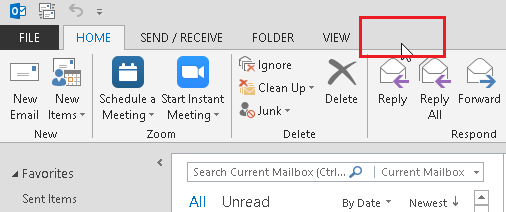 FILE HOME SEND / RECEIVE FOLDER VIEW
New Email
New Items
Schedule a Meeting
Start Instant Meeting
Ignore
Clean Up
Junk
Delete
Reply
Reply All
Forward
New Zoom Delete Respond
Favorites
Sent Items
Search Current Mailbox (Ctrl... Current Mailbox
All Unread By Date Newest